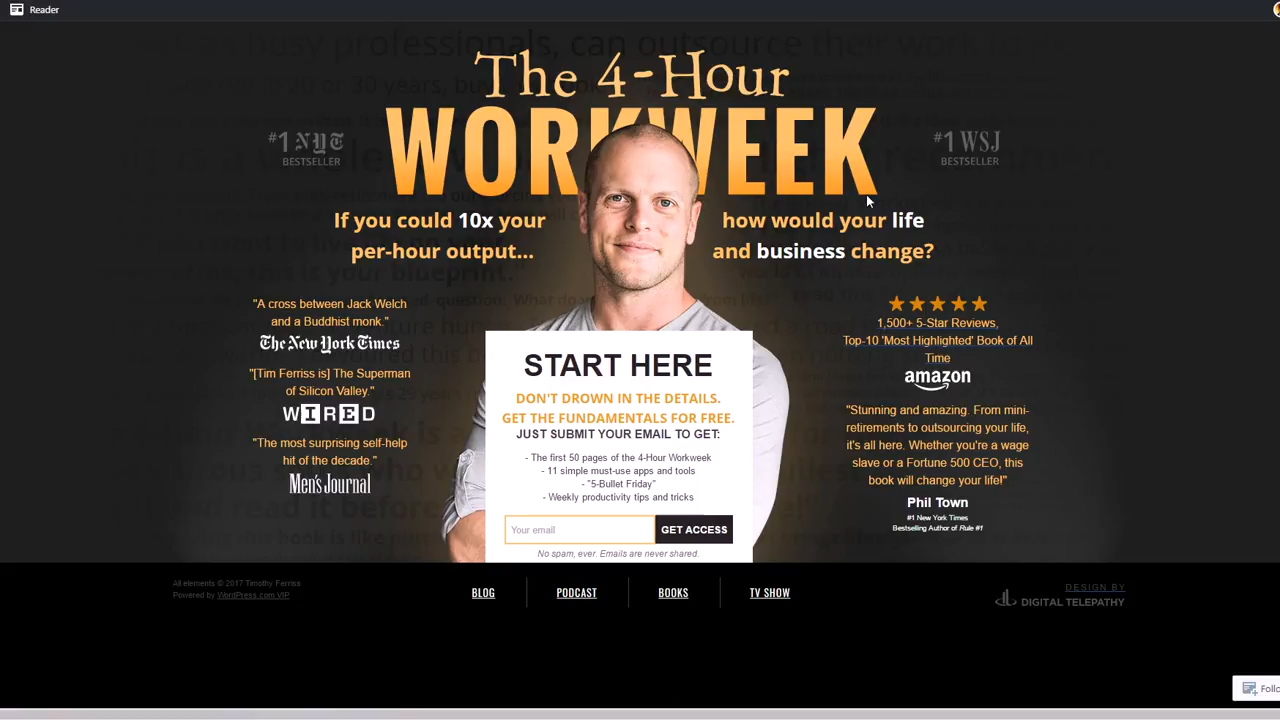 Reader
The 4-Hour
WORKWEEK
#1 NYT
BESTSELLER
#1 WSJ
BESTSELLER
If you could 10x your
per-hour output...
how would your life
and business change?
"A cross between Jack Welch
and a Buddhist monk."
The New York Times
"[Tim Ferriss is] The Superman
of Silicon Valley."
WIRED
"The most surprising self-help
hit of the decade."
Men's Journal
START HERE
DON'T DROWN IN THE DETAILS.
GET THE FUNDAMENTALS FOR FREE.
JUST SUBMIT YOUR EMAIL TO GET:
- The first 50 pages of the 4-Hour Workweek
- 11 simple must-use apps and tools
- "5-Bullet Friday"
- Weekly productivity tips and tricks
Your email
GET ACCESS
No spam, ever. Emails are never shared.
1,500+ 5-Star Reviews,
Top-10 'Most Highlighted' Book of All
Time
amazon
"Stunning and amazing. From mini-
retirements to outsourcing your life,
it's all here. Whether you're a wage
slave or a Fortune 500 CEO, this
book will change your life!"
Phil Town
#1 New York Times
Bestselling Author of Rule #1
All elements © 2017 Timothy Ferriss
Powered by WordPress.com VIP
BLOG
PODCAST
BOOKS
TV SHOW
DESIGN BY
DIGITAL TELEPATHY
Follo